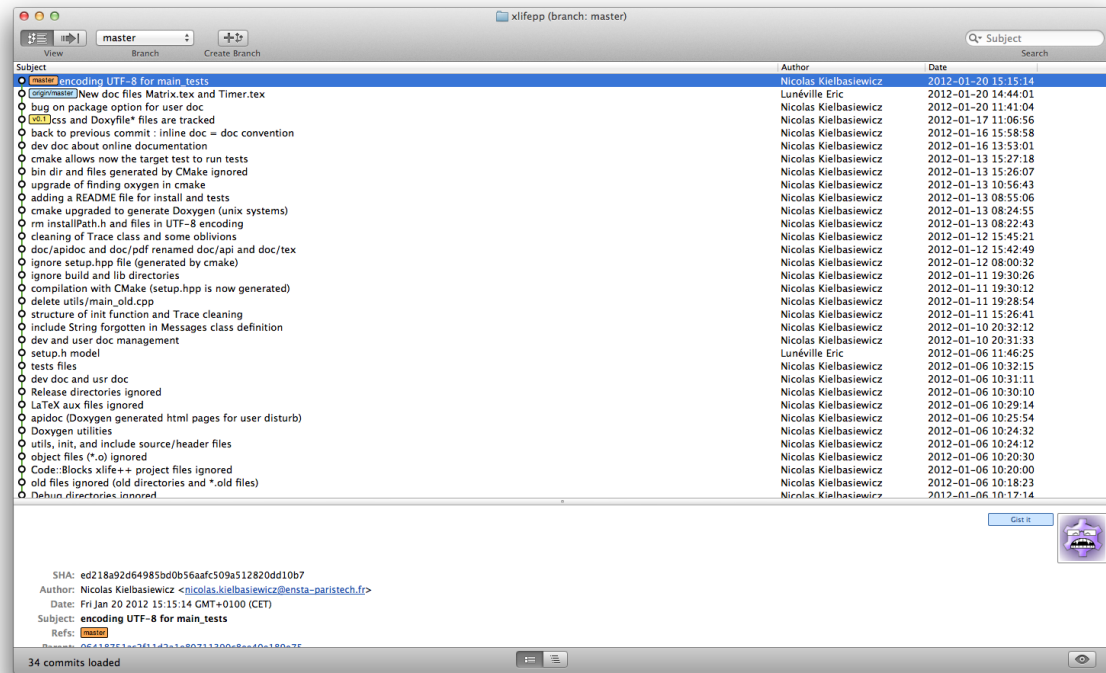 xlifepp (branch: master)
master
Subject
View
Branch
Create Branch
Search
Subject Author Date
master encoding UTF-8 for main_tests Nicolas Kielbasiewicz 2012-01-20 15:15:14
origin/master New doc files Matrix.tex and Timer.tex Lunéville Eric 2012-01-20 14:44:01
bug on package option for user doc Nicolas Kielbasiewicz 2012-01-20 11:41:04
v0.1 css and Doxyfile* files are tracked Nicolas Kielbasiewicz 2012-01-17 11:06:56
back to previous commit : inline doc = doc convention Nicolas Kielbasiewicz 2012-01-16 15:58:58
dev doc about online documentation Nicolas Kielbasiewicz 2012-01-16 13:53:01
cmake allows now the target test to run tests Nicolas Kielbasiewicz 2012-01-13 15:27:18
bin dir and files generated by CMake ignored Nicolas Kielbasiewicz 2012-01-13 15:26:07
upgrade of finding oxygen in cmake Nicolas Kielbasiewicz 2012-01-13 10:56:43
adding a README file for install and tests Nicolas Kielbasiewicz 2012-01-13 08:55:06
cmake upgraded to generate Doxygen (unix systems) Nicolas Kielbasiewicz 2012-01-13 08:24:55
rm installPath.h and files in UTF-8 encoding Nicolas Kielbasiewicz 2012-01-13 08:22:43
cleaning of Trace class and some oblivions Nicolas Kielbasiewicz 2012-01-12 15:45:21
doc/apidoc and doc/pdf renamed doc/api and doc/tex Nicolas Kielbasiewicz 2012-01-12 15:42:49
ignore setup.hpp file (generated by cmake) Nicolas Kielbasiewicz 2012-01-12 08:00:32
ignore build and lib directories Nicolas Kielbasiewicz 2012-01-11 19:30:26
compilation with CMake (setup.hpp is now generated) Nicolas Kielbasiewicz 2012-01-11 19:30:12
delete utils/main_old.cpp Nicolas Kielbasiewicz 2012-01-11 19:28:54
structure of init function and Trace cleaning Nicolas Kielbasiewicz 2012-01-11 15:26:41
include String forgotten in Messages class definition Nicolas Kielbasiewicz 2012-01-10 20:32:12
dev and user doc management Nicolas Kielbasiewicz 2012-01-10 20:31:33
setup.h model Lunéville Eric 2012-01-06 11:46:25
tests files Nicolas Kielbasiewicz 2012-01-06 10:32:15
dev doc and usr doc Nicolas Kielbasiewicz 2012-01-06 10:31:11
Release directories ignored Nicolas Kielbasiewicz 2012-01-06 10:30:10
LaTeX aux files ignored Nicolas Kielbasiewicz 2012-01-06 10:29:14
apidoc (Doxygen generated html pages for user disturb) Nicolas Kielbasiewicz 2012-01-06 10:25:54
Doxygen utilities Nicolas Kielbasiewicz 2012-01-06 10:24:32
utils, init, and include source/header files Nicolas Kielbasiewicz 2012-01-06 10:24:12
object files (*.o) ignored Nicolas Kielbasiewicz 2012-01-06 10:20:30
Code::Blocks xlife++ project files ignored Nicolas Kielbasiewicz 2012-01-06 10:20:00
old files ignored (old directories and *.old files) Nicolas Kielbasiewicz 2012-01-06 10:18:23
Debug directories ignored Nicolas Kielbasiewicz 2012-01-06 10:17:14
Gist it
SHA: ed218a92d64985bd0b56aafc509a512820dd10b7
Author: Nicolas Kielbasiewicz <nicolas.kielbasiewicz@ensta-paristech.fr>
Date: Fri Jan 20 2012 15:15:14 GMT+0100 (CET)
Subject: encoding UTF-8 for main_tests
Refs: master
Parent:
34 commits loaded